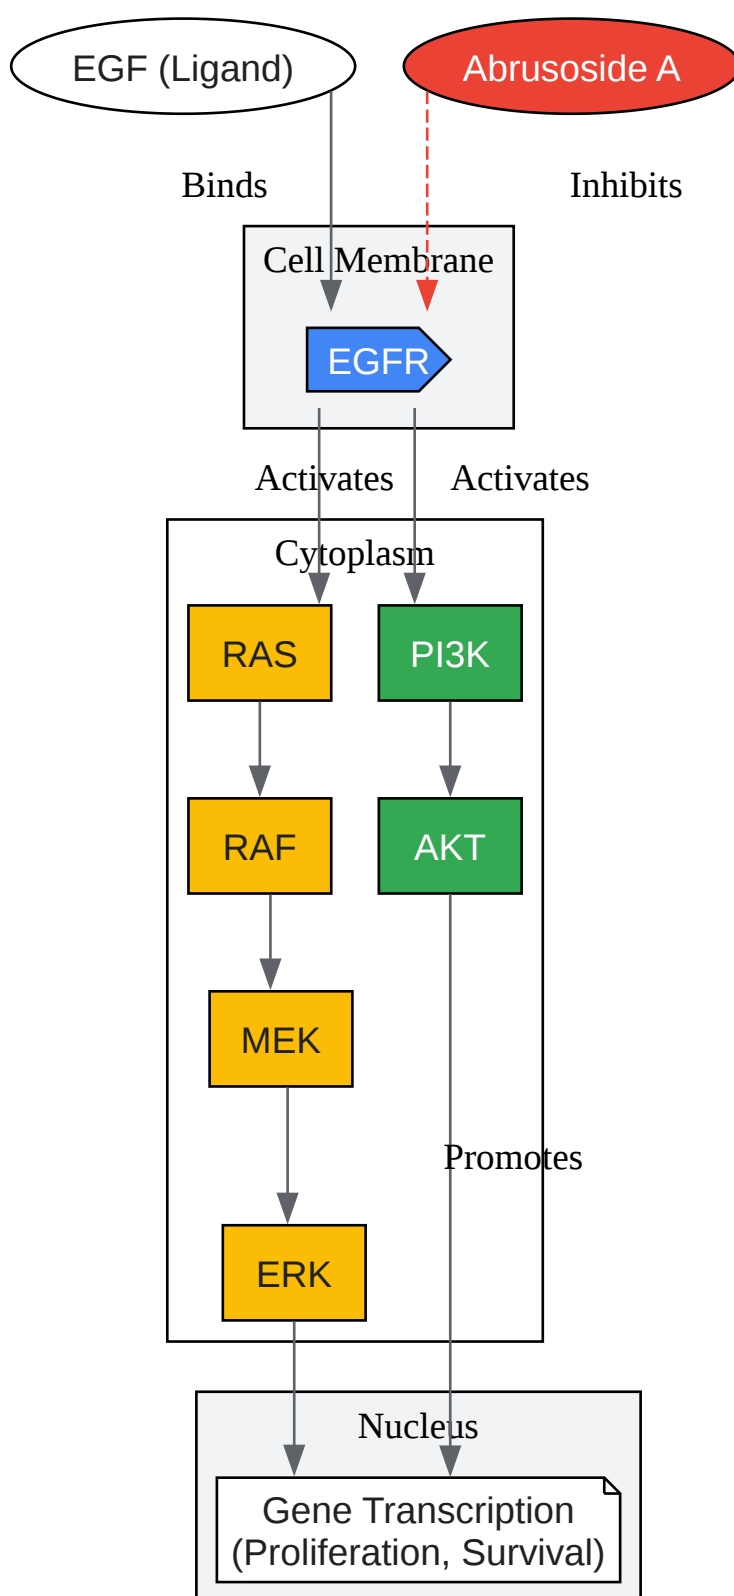 EGF (Ligand)
Abrusoside A
Binds
Inhibits
Cell Membrane
EGFR
Activates
Activates
Cytoplasm
RAS
PI3K
RAF
AKT
MEK
Promotes
ERK
Nucleus
Gene Transcription
(Proliferation, Survival)